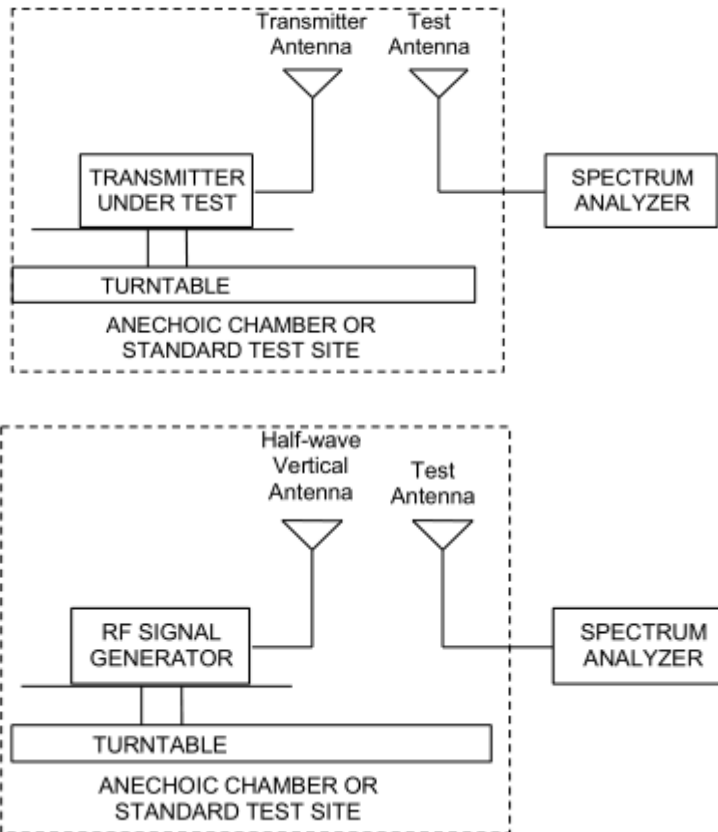 Transmitter
Antenna
Test
Antenna
TRANSMITTER
UNDER TEST
SPECTRUM
ANALYZER
TURNTABLE
ANECHOIC CHAMBER OR
STANDARD TEST SITE
Half-wave
Vertical
Antenna
Test
Antenna
RF SIGNAL
GENERATOR
SPECTRUM
ANALYZER
TURNTABLE
ANECHOIC CHAMBER OR
STANDARD TEST SITE